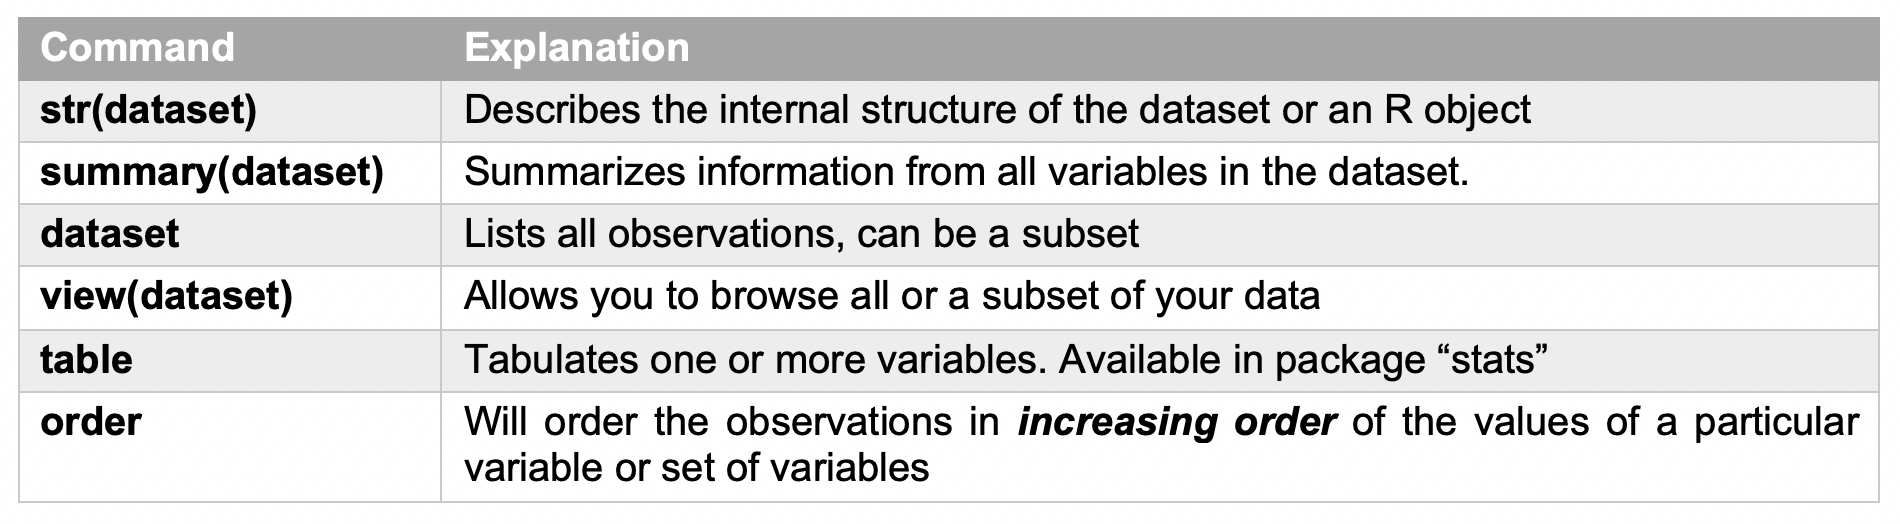 Command Explanation
str(dataset) Describes the internal structure of the dataset or an R object
summary(dataset) Summarizes information from all variables in the dataset.
dataset Lists all observations, can be a subset
view(dataset) Allows you to browse all or a subset of your data
table Tabulates one or more variables. Available in package “stats”
order Will order the observations in increasing order of the values of a particular
variable or set of variables